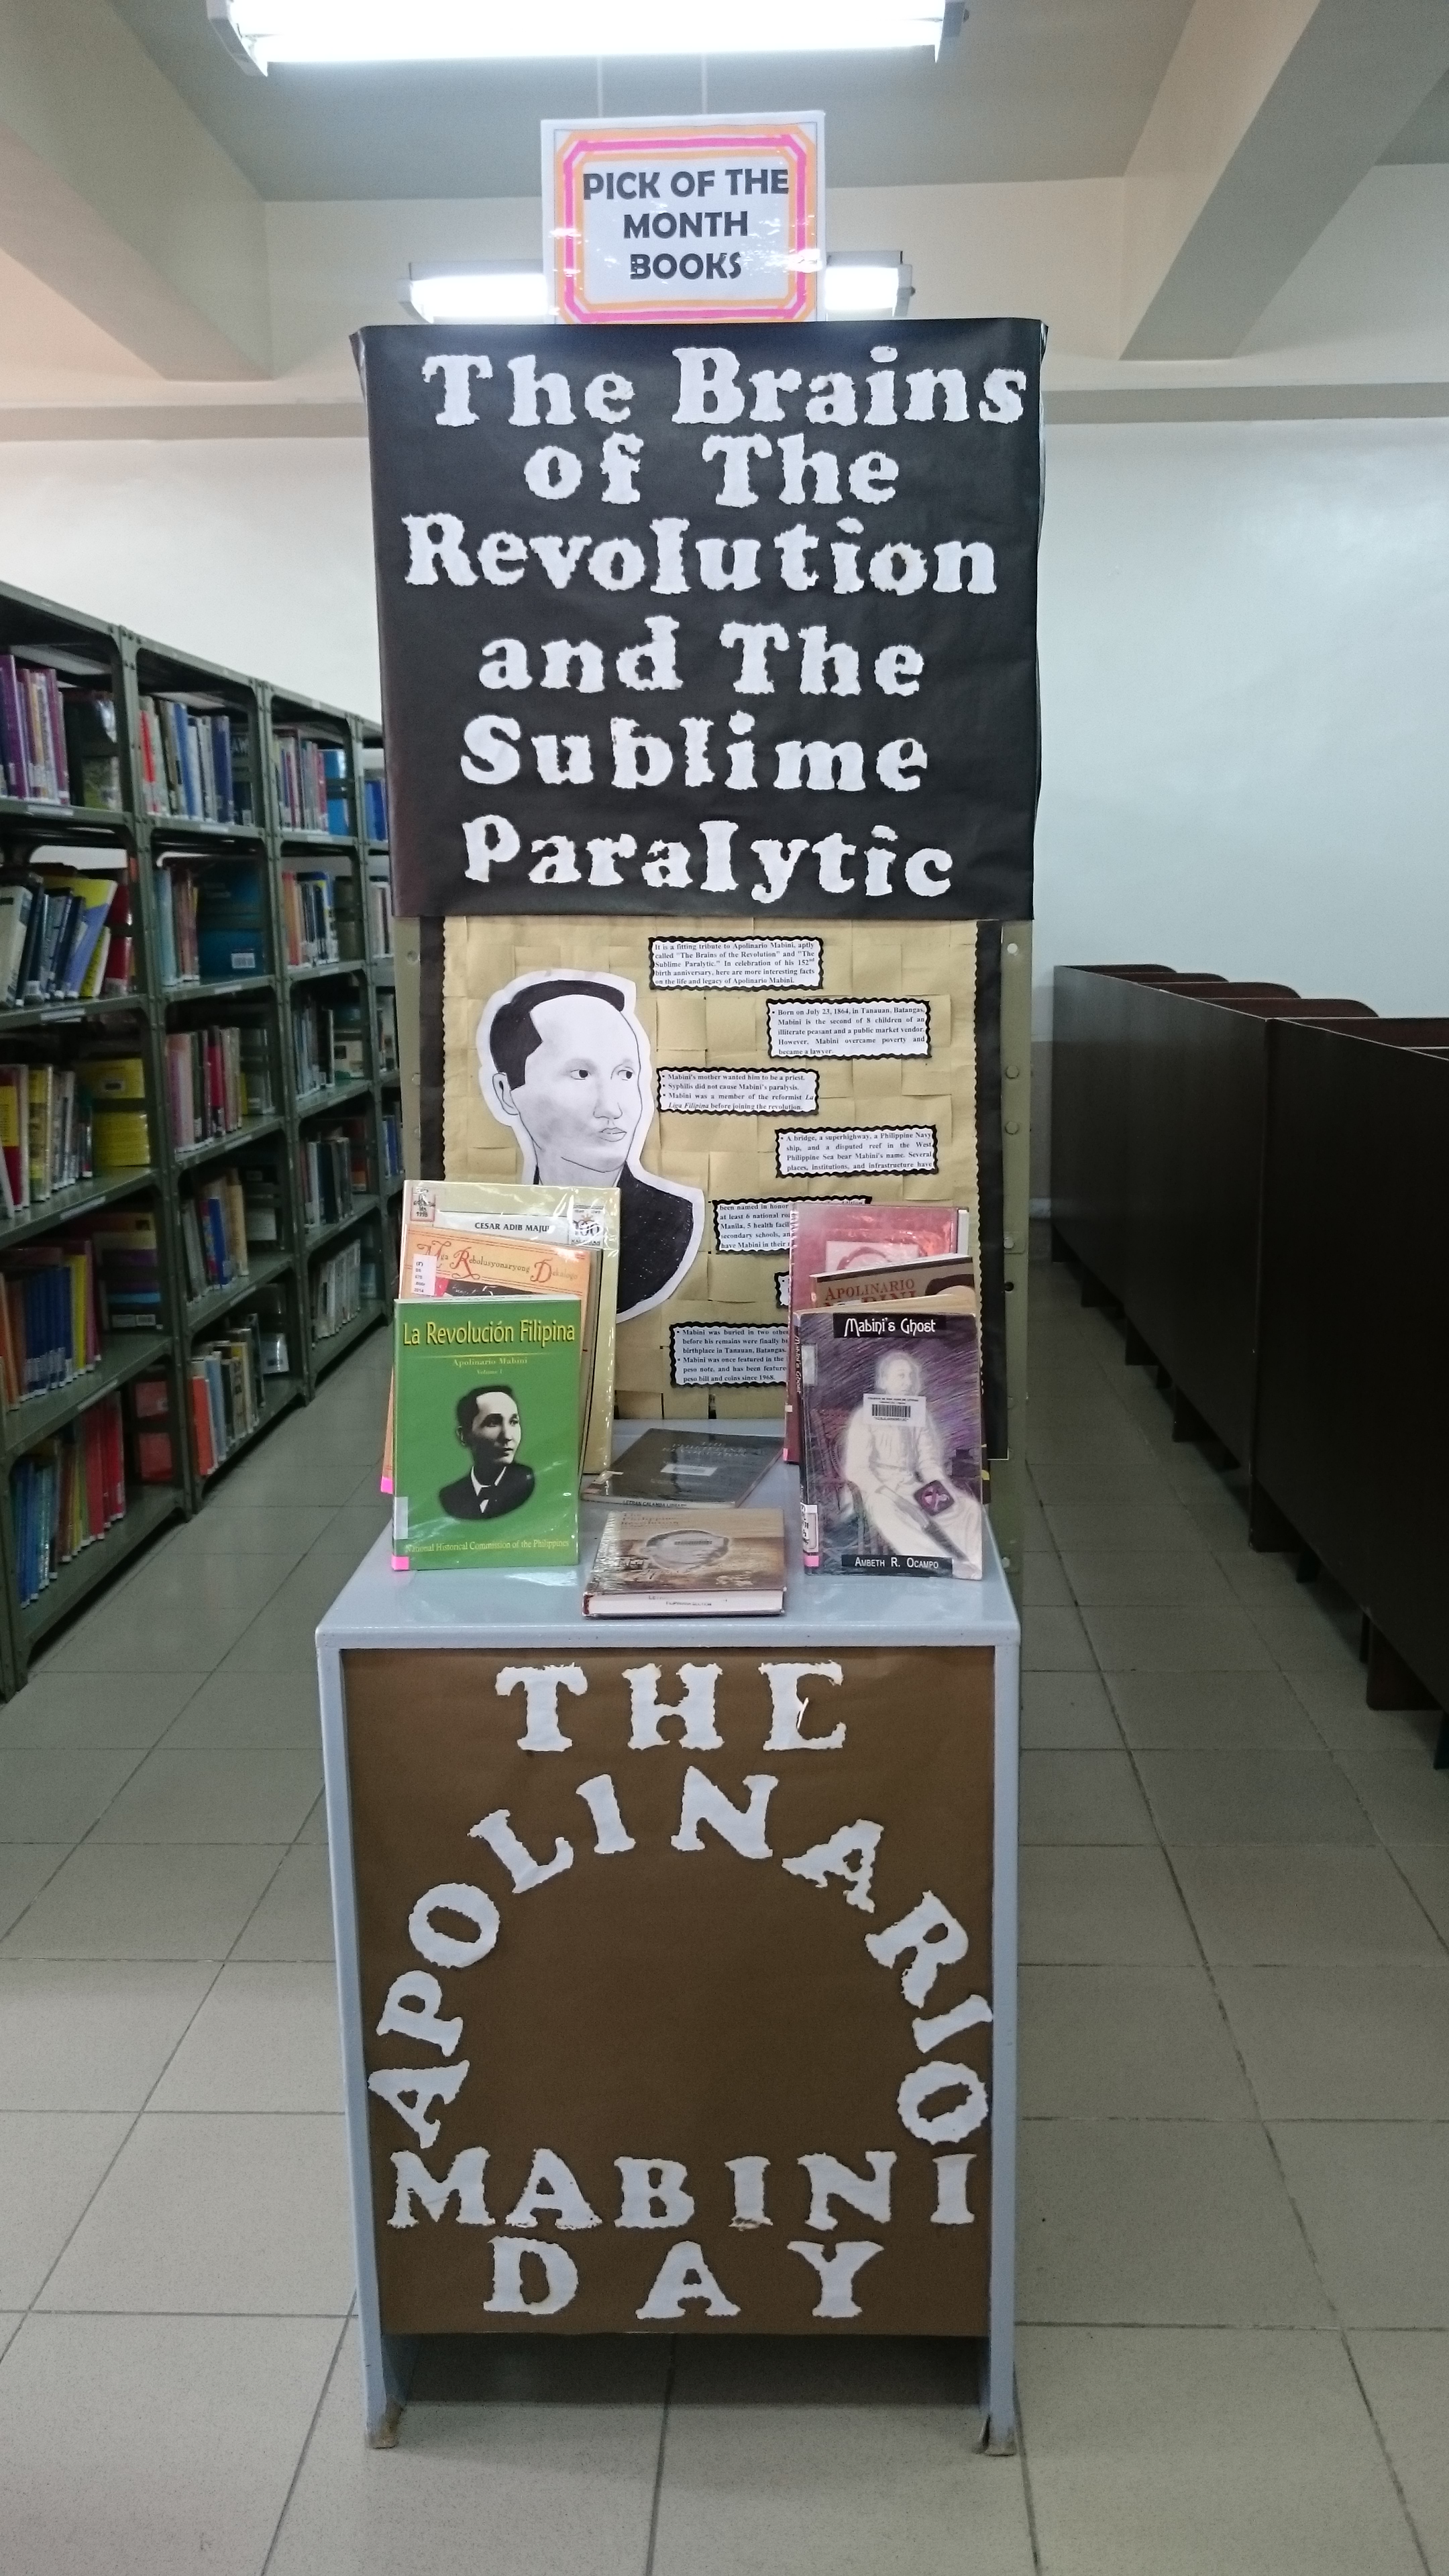 PICK OF THE
MONTH
BOOKS
The Brains
of The
Revolution
and The
Sublime
Paralytic
It is a fitting tribute to Apolinario Mabini, aptly
called "The Brains of the Revolution" and "The
Sublime Paralytic." In celebration of his 152nd
birth anniversary, here are more interesting facts
on the life and legacy of Apolinario Mabini.
• Born on July 23, 1864, in Tanauan, Batangas,
Mabini is the second of 8 children of an
illiterate peasant and a public market vendor.
However, Mabini overcame poverty and
became a lawyer.
• Mabini's mother wanted him to be a priest.
• Syphilis did not cause Mabini's paralysis.
• Mabini was a member of the reformist La
Liga Filipina before joining the revolution.
• A bridge, a superhighway, a Philippine Navy
ship, and a disputed reef in the West
Philippine Sea bear Mabini's name. Several
places, institutions, and infrastructure have
been named in honor
at least 6 national
Manila, 5 health
secondary schools,
have Mabini in their
• Mabini was buried in two
before his remains were finally
birthplace in Tanauan, Batangas.
• Mabini was once featured in the
peso note, and has been
peso bill and coins since 1968.
CESAR ADIB MAJUL
Mga Rebolusyonaryong
La Revolución Filipina
Apolinario Mabini
Volume I
National Historical Commission of the Philippines
APOLINARIO
Mabini's Ghost
AMBETH R. OCAMPO
THE
APOLINARIO
MABINI
DAY